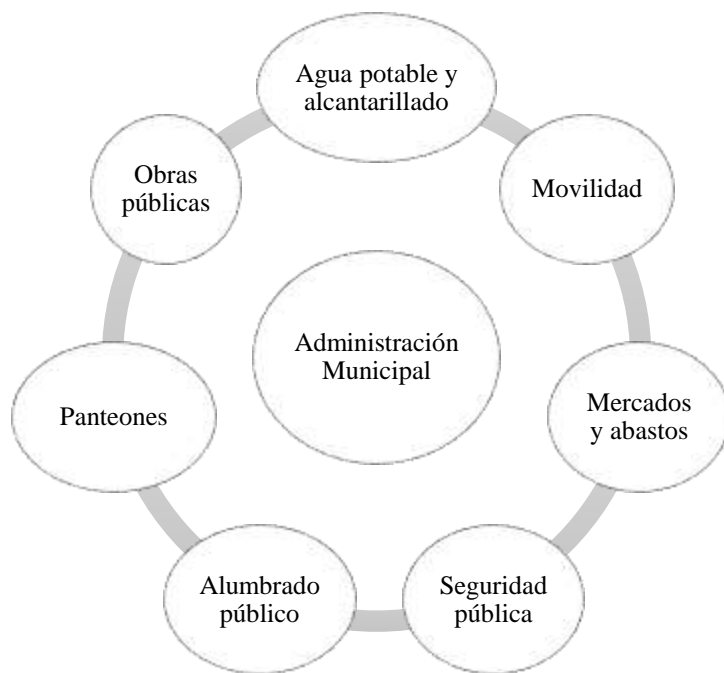 Agua potable y
alcantarillado
Obras
públicas
Movilidad
Administración
Municipal
Panteones
Mercados
y abastos
Alumbrado
público
Seguridad
pública